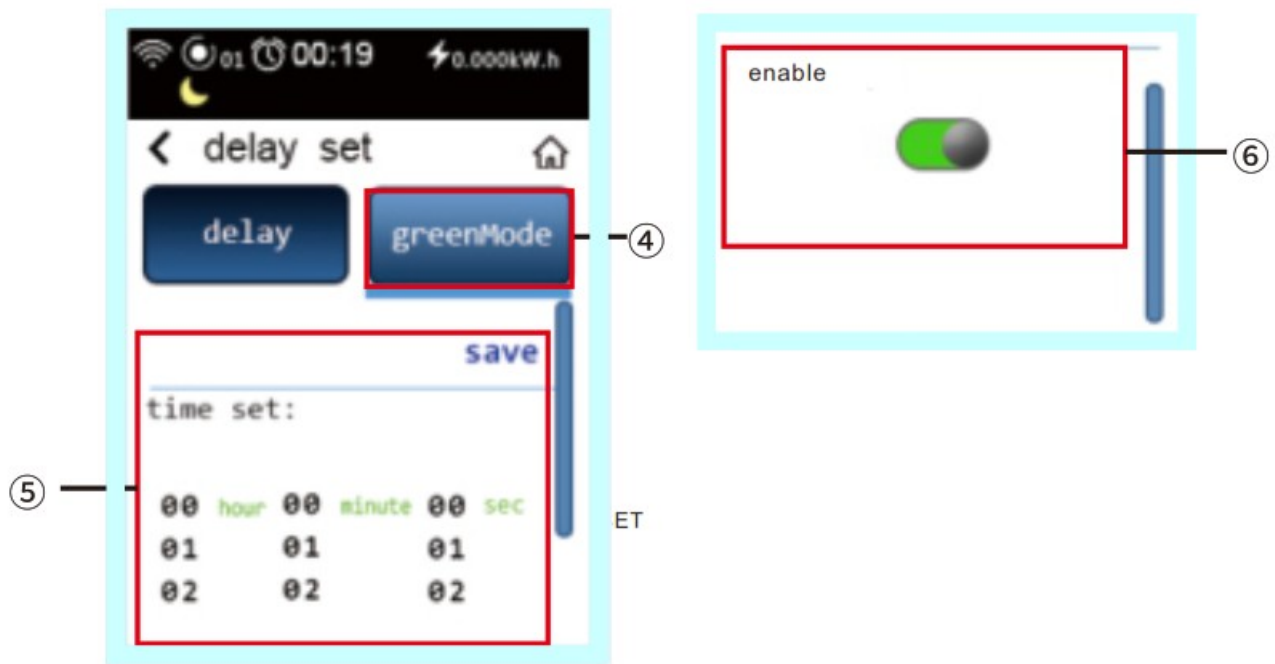 01 00:19 0.000kW.h
delay set
delay greenMode
④
save
time set:
⑤
00 hour 00 minute 00 sec
01 01 01
02 02 02
ET
enable
⑥